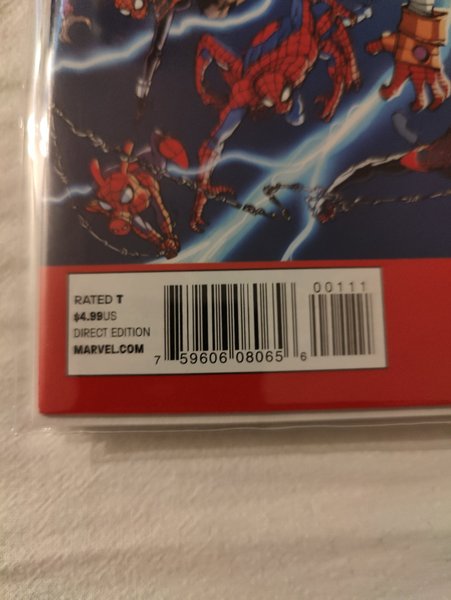 RATED T
$4.99US
DIRECT EDITION
MARVEL.COM
7 59606 08065 6
00111